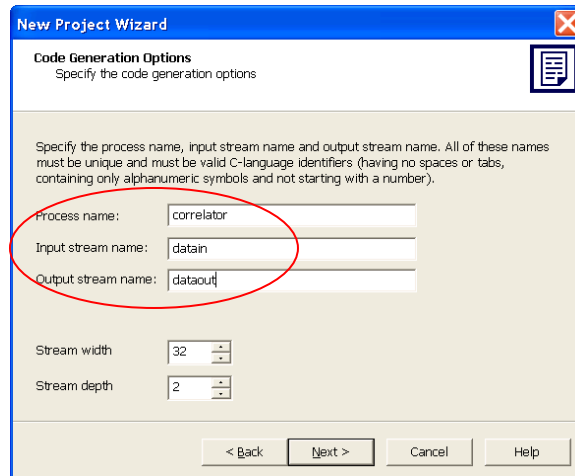 New Project Wizard
Code Generation Options
Specify the code generation options
Specify the process name, input stream name and output stream name. All of these names
must be unique and must be valid C-language identifiers (having no spaces or tabs,
containing only alphanumeric symbols and not starting with a number).
Process name: correlator
Input stream name: datain
Output stream name: dataout
Stream width 32
Stream depth 2
< Back Next > Cancel Help